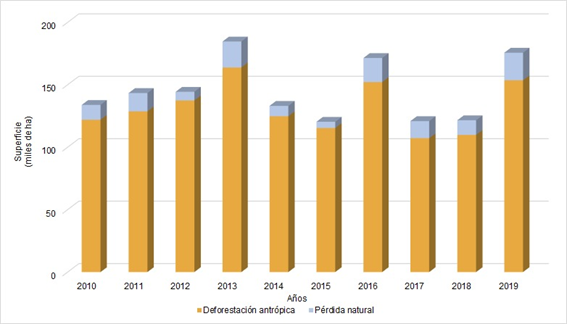 200
150
100
50
0
Superficie
(miles de ha)
2010 2011 2012 2013 2014 2015 2016 2017 2018 2019
Años
Deforestación antrópica Pérdida natural